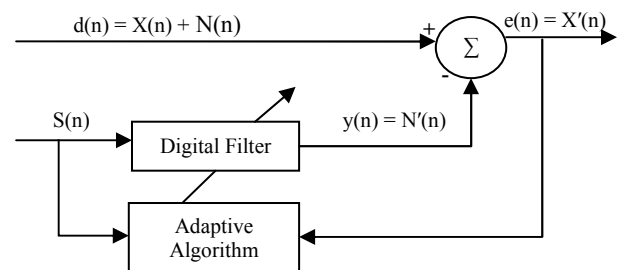 d(n) = X(n) + N(n)
e(n) = X′(n)
+
Σ
-
S(n)
y(n) = N′(n)
Digital Filter
Adaptive
Algorithm